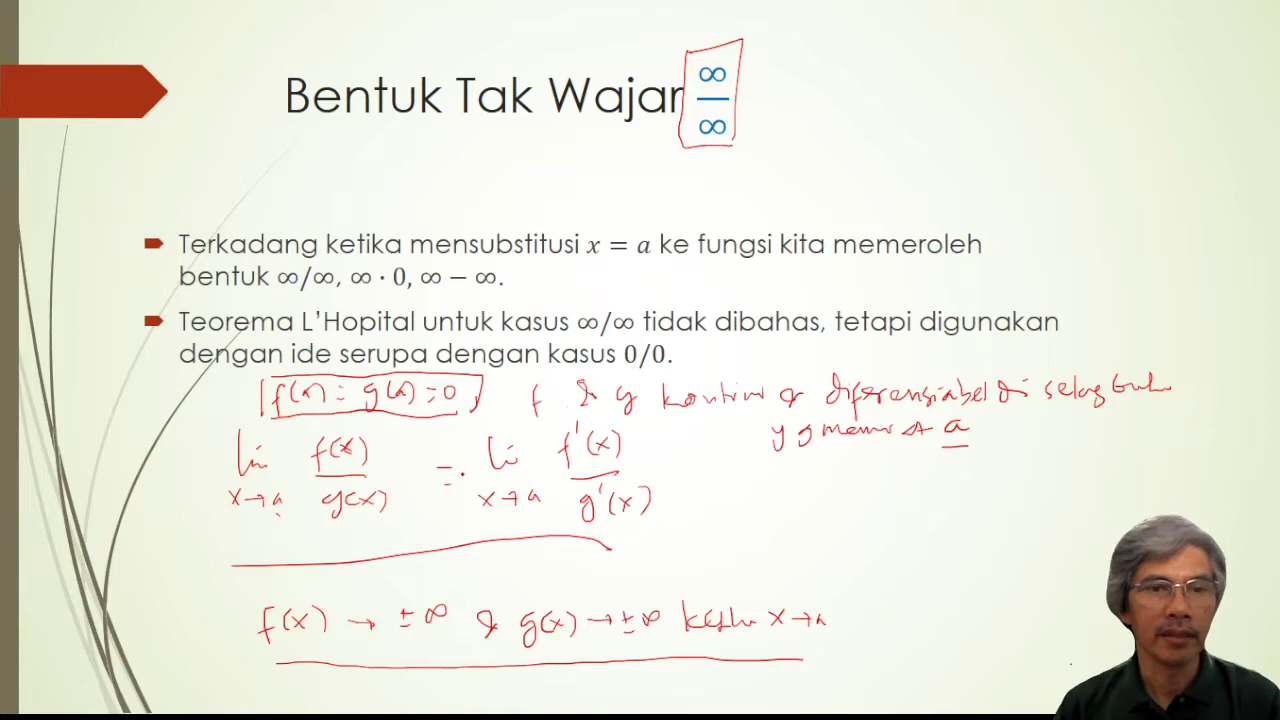 Bentuk Tak Wajar ∞/∞
Terkadang ketika mensubstitusi x = a ke fungsi kita memeroleh
bentuk ∞/∞, ∞ · 0, ∞ − ∞.
Teorema L'Hopital untuk kasus ∞/∞ tidak dibahas, tetapi digunakan
dengan ide serupa dengan kasus 0/0.
f(a) = g(a) = 0 f & g kontinu & diferensiabel di selang buka
yg memuat a
lim x→a f(x)/g(x) = lim x→a f'(x)/g'(x)
f(x) → ±∞ & g(x) → ±∞ ketika x→a